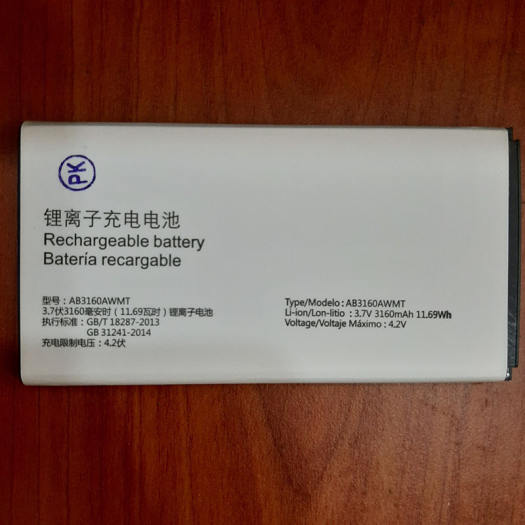 PK
锂离子充电电池
Rechargeable battery
Batería recargable
型号：AB3160AWMT
3.7伏3160毫安时（11.69瓦时）锂离子电池
执行标准：GB/T 18287-2013
GB 31241-2014
充电限制电压：4.2伏
Type/Modelo : AB3160AWMT
Li-ion/Lon-litio : 3.7V 3160mAh 11.69Wh
Voltage/Voltaje Máximo : 4.2V